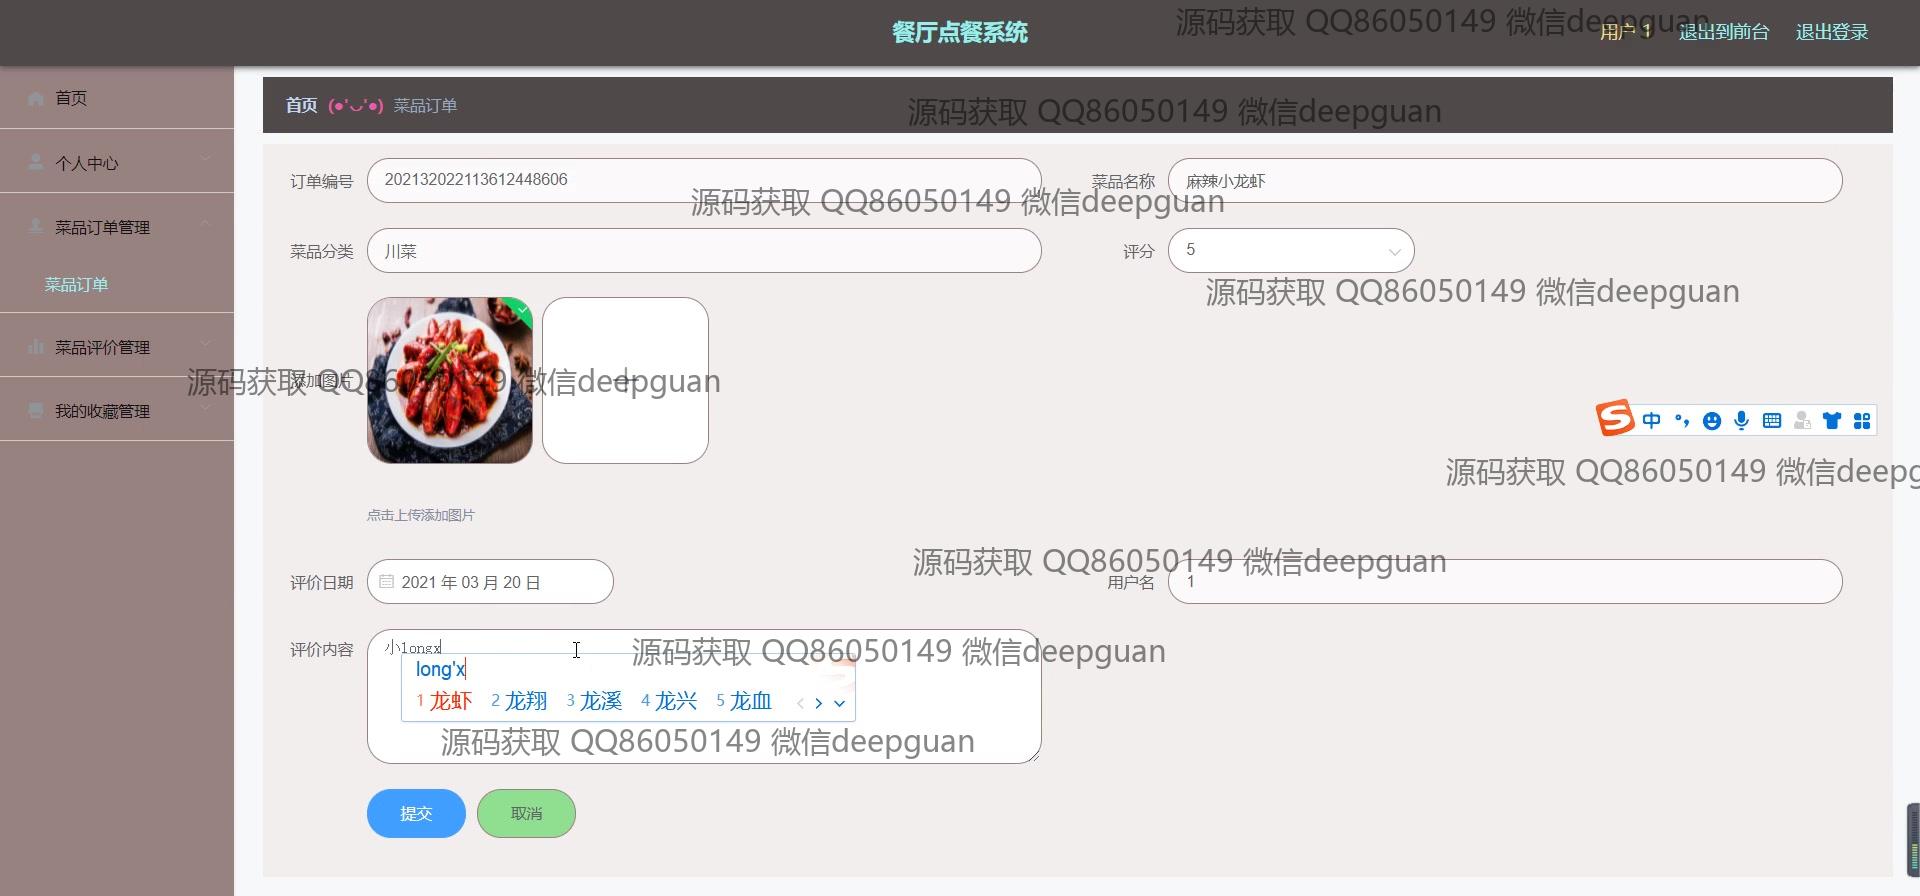 餐厅点餐系统
源码获取 QQ86050149 微信deepguan
用户 1
退出到前台
退出登录
首页
首页 (●'◡'●) 菜品订单
源码获取 QQ86050149 微信deepguan
个人中心
订单编号
202132022113612448606
菜品名称
麻辣小龙虾
源码获取 QQ86050149 微信deepguan
菜品订单管理
菜品分类
川菜
评分
5
菜品订单
源码获取 QQ86050149 微信deepguan
菜品评价管理
添加图片
源码获取 QQ86050149 微信deepguan
我的收藏管理
中
源码获取 QQ86050149 微信deepg
点击上传添加图片
源码获取 QQ86050149 微信deepguan
评价日期
2021 年 03 月 20 日
用户名
1
评价内容
小longx
源码获取 QQ86050149 微信deepguan
long'x
1 龙虾 2 龙翔 3 龙溪 4 龙兴 5 龙血
源码获取 QQ86050149 微信deepguan
提交
取消